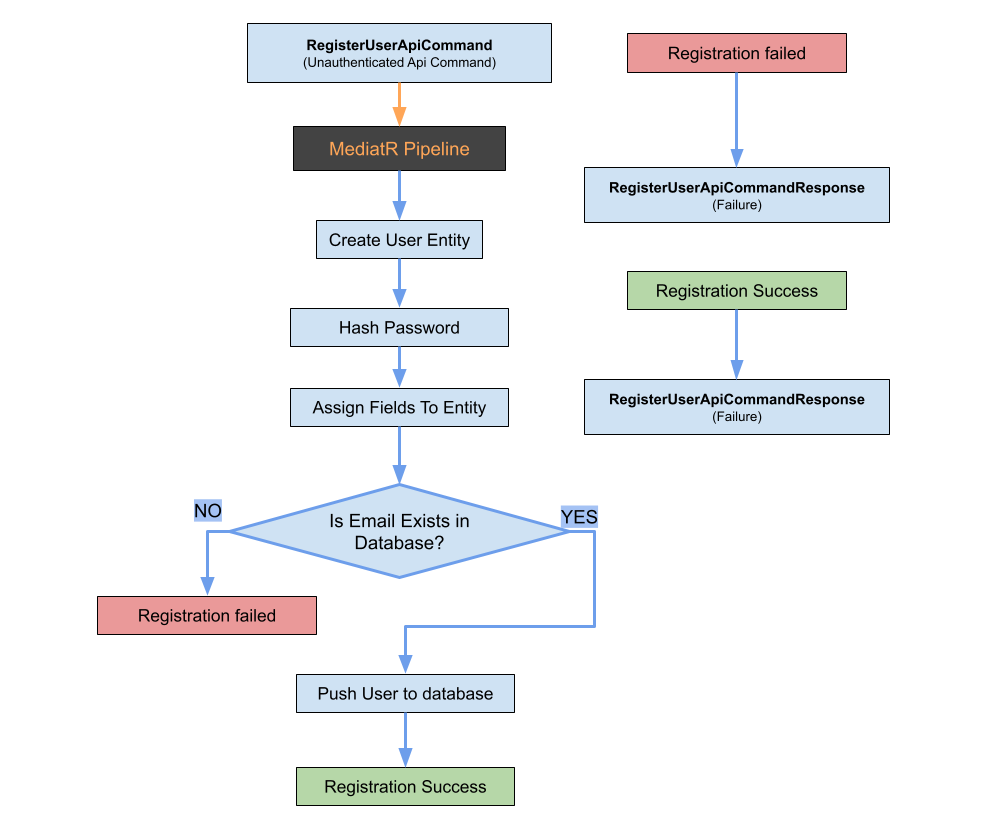 RegisterUserApiCommand
(Unauthenticated Api Command)
MediatR Pipeline
Create User Entity
Hash Password
Assign Fields To Entity
Is Email Exists in
Database?
NO
YES
Registration failed
Push User to database
Registration Success
Registration failed
RegisterUserApiCommandResponse
(Failure)
Registration Success
RegisterUserApiCommandResponse
(Failure)